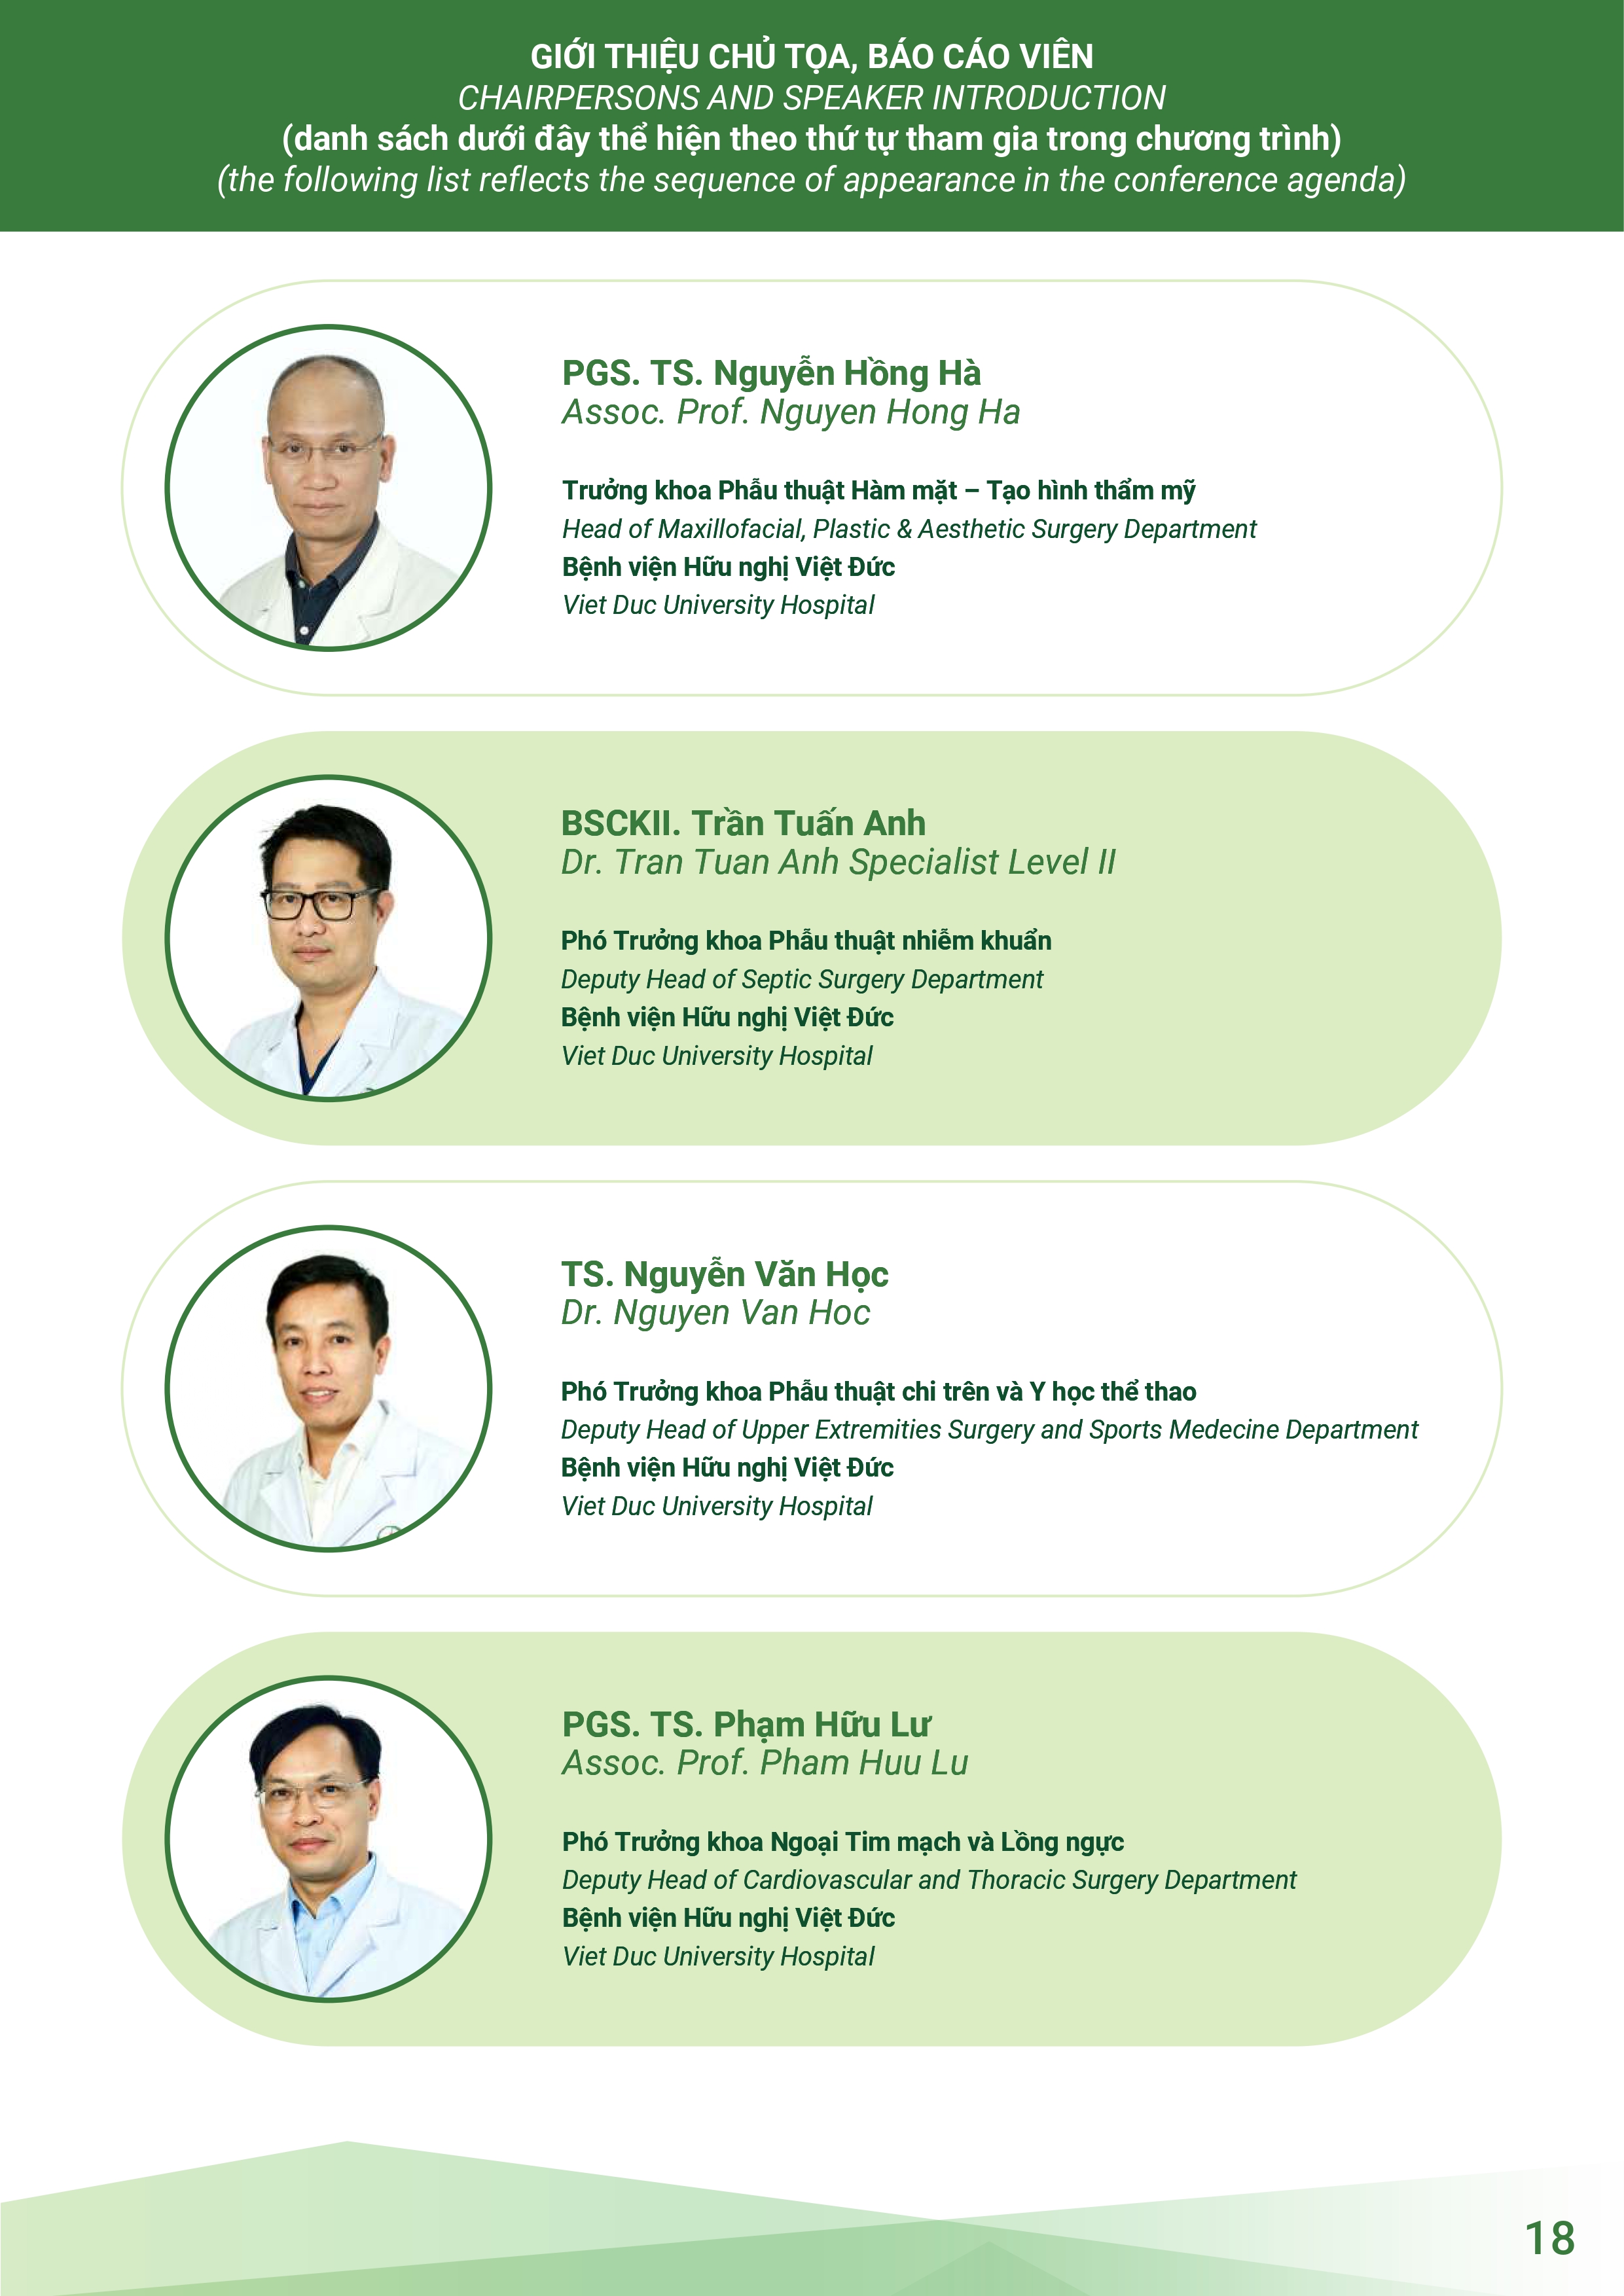 GIỚI THIỆU CHỦ TỌA, BÁO CÁO VIÊN
CHAIRPERSONS AND SPEAKER INTRODUCTION
(danh sách dưới đây thể hiện theo thứ tự tham gia trong chương trình)
(the following list reflects the sequence of appearance in the conference agenda)
PGS. TS. Nguyễn Hồng Hà
Assoc. Prof. Nguyen Hong Ha
Trưởng khoa Phẫu thuật Hàm mặt – Tạo hình thẩm mỹ
Head of Maxillofacial, Plastic & Aesthetic Surgery Department
Bệnh viện Hữu nghị Việt Đức
Viet Duc University Hospital
BSCKII. Trần Tuấn Anh
Dr. Tran Tuan Anh Specialist Level II
Phó Trưởng khoa Phẫu thuật nhiễm khuẩn
Deputy Head of Septic Surgery Department
Bệnh viện Hữu nghị Việt Đức
Viet Duc University Hospital
TS. Nguyễn Văn Học
Dr. Nguyen Van Hoc
Phó Trưởng khoa Phẫu thuật chi trên và Y học thể thao
Deputy Head of Upper Extremities Surgery and Sports Medecine Department
Bệnh viện Hữu nghị Việt Đức
Viet Duc University Hospital
PGS. TS. Phạm Hữu Lư
Assoc. Prof. Pham Huu Lu
Phó Trưởng khoa Ngoại Tim mạch và Lồng ngực
Deputy Head of Cardiovascular and Thoracic Surgery Department
Bệnh viện Hữu nghị Việt Đức
Viet Duc University Hospital
18